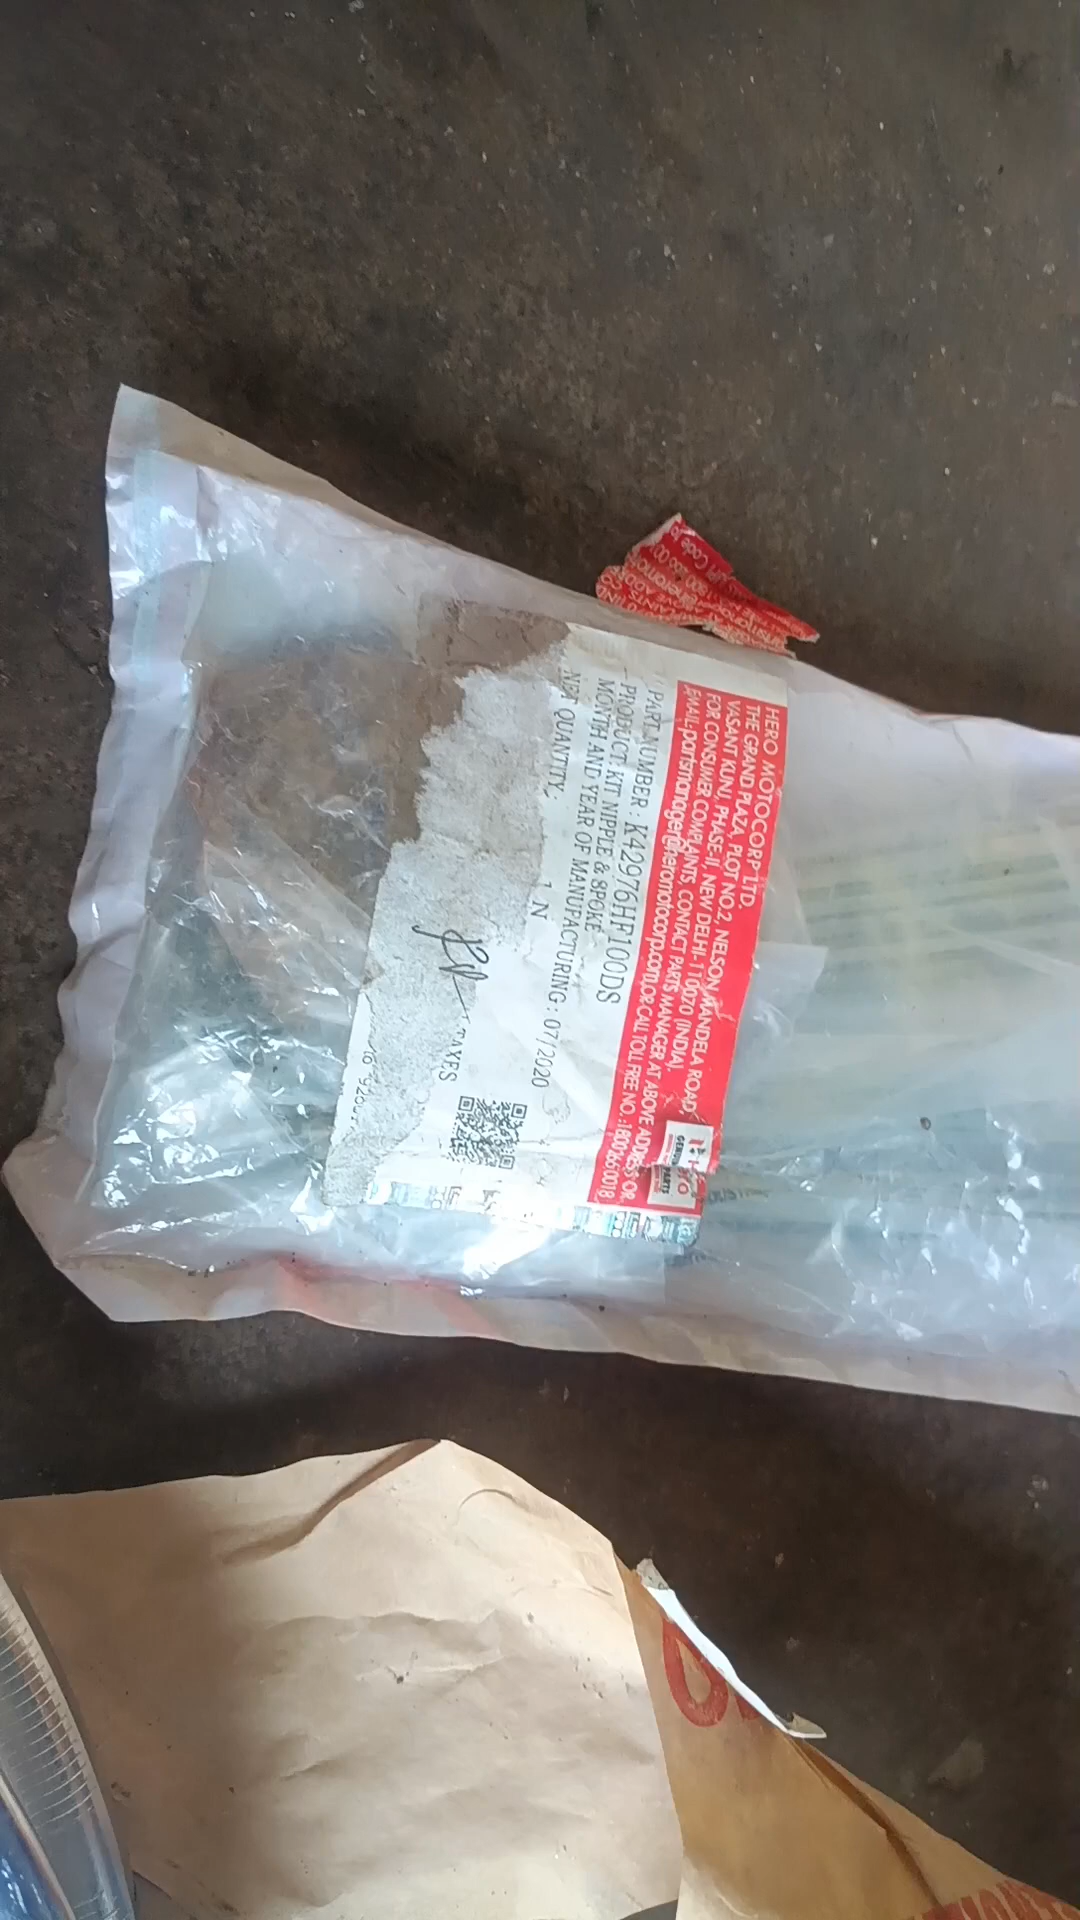 HERO MOTOCORP LTD.
THE GRAND PLAZA, PLOT NO.2, NELSON MANDELA ROAD,
VASANT KUNJ, PHASE-II, NEW DELHI-110070 (INDIA).
FOR CONSUMER COMPLAINTS, CONTACT PARTS MANAGER AT ABOVE ADDRESS OR
EMAIL-partsmanager@heromotocorp.com,OR CALL TOLL FREE NO. :18002660018
PART NUMBER : K42976HF100DS
PRODUCT: KIT NIPPLE & SPOKE
MONTH AND YEAR OF MANUFACTURING : 07/2020
NET QUANTITY: 1 N
TAXES
PARTS
Code